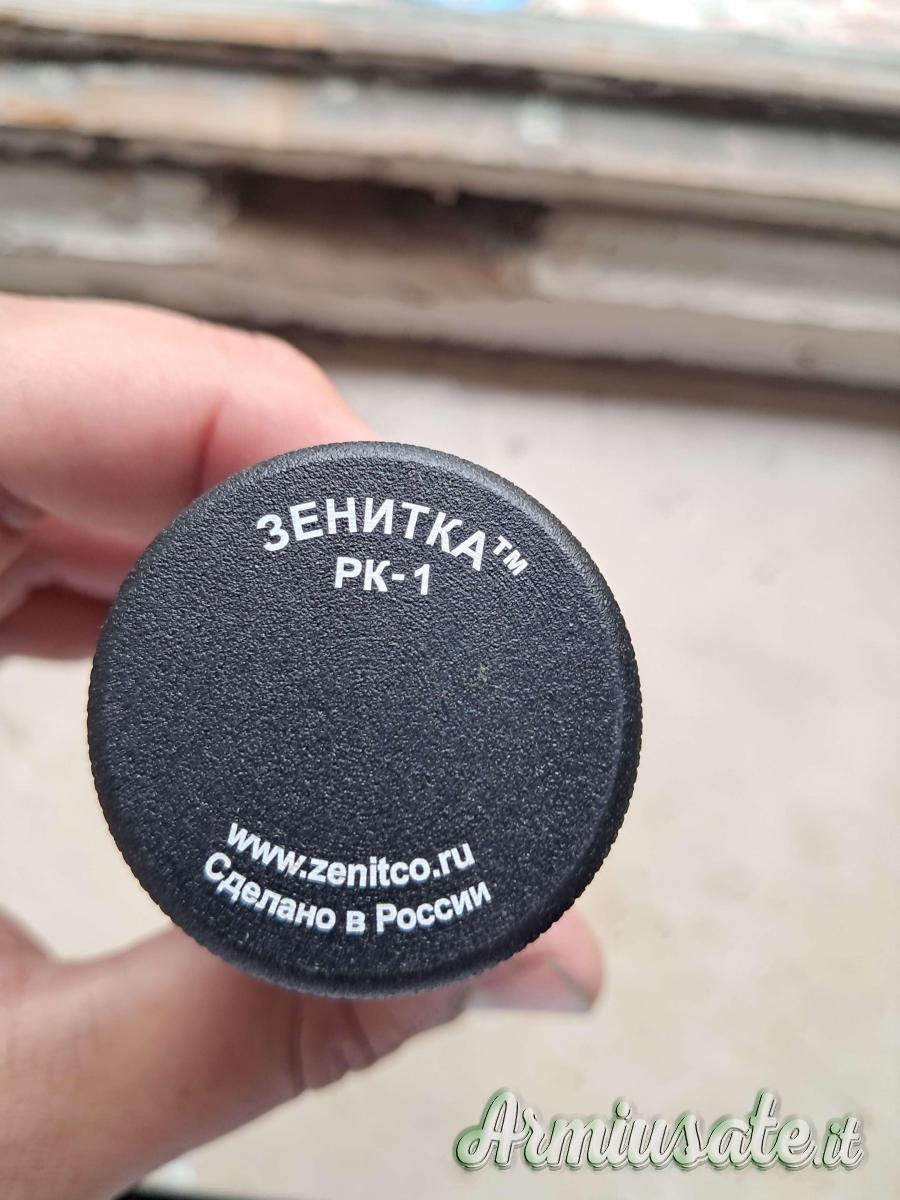 ЗЕНИТКА™
РК-1
www.zenitco.ru
Сделано в России
Armiusate.it